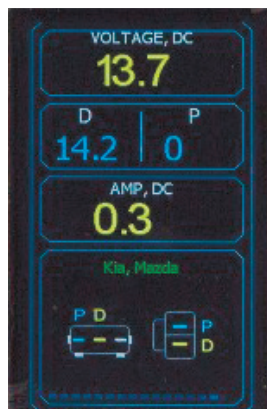 VOLTAGE, DC
13.7
D P
14.2 0
AMP, DC
0.3
Kia, Mazda
P D
P
D